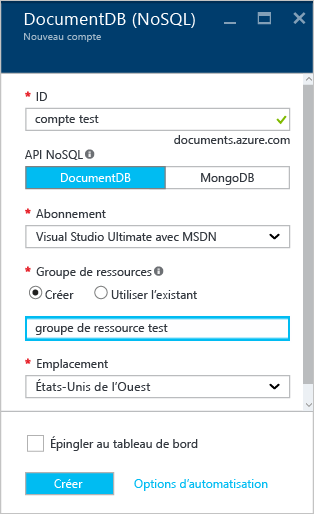 DocumentDB (NoSQL)
Nouveau compte
* ID
compte test
documents.azure.com
API NoSQL
DocumentDB MongoDB
* Abonnement
Visual Studio Ultimate avec MSDN
* Groupe de ressources
Créer Utiliser l'existant
groupe de ressource test
* Emplacement
États-Unis de l'Ouest
Épingler au tableau de bord
Créer Options d'automatisation